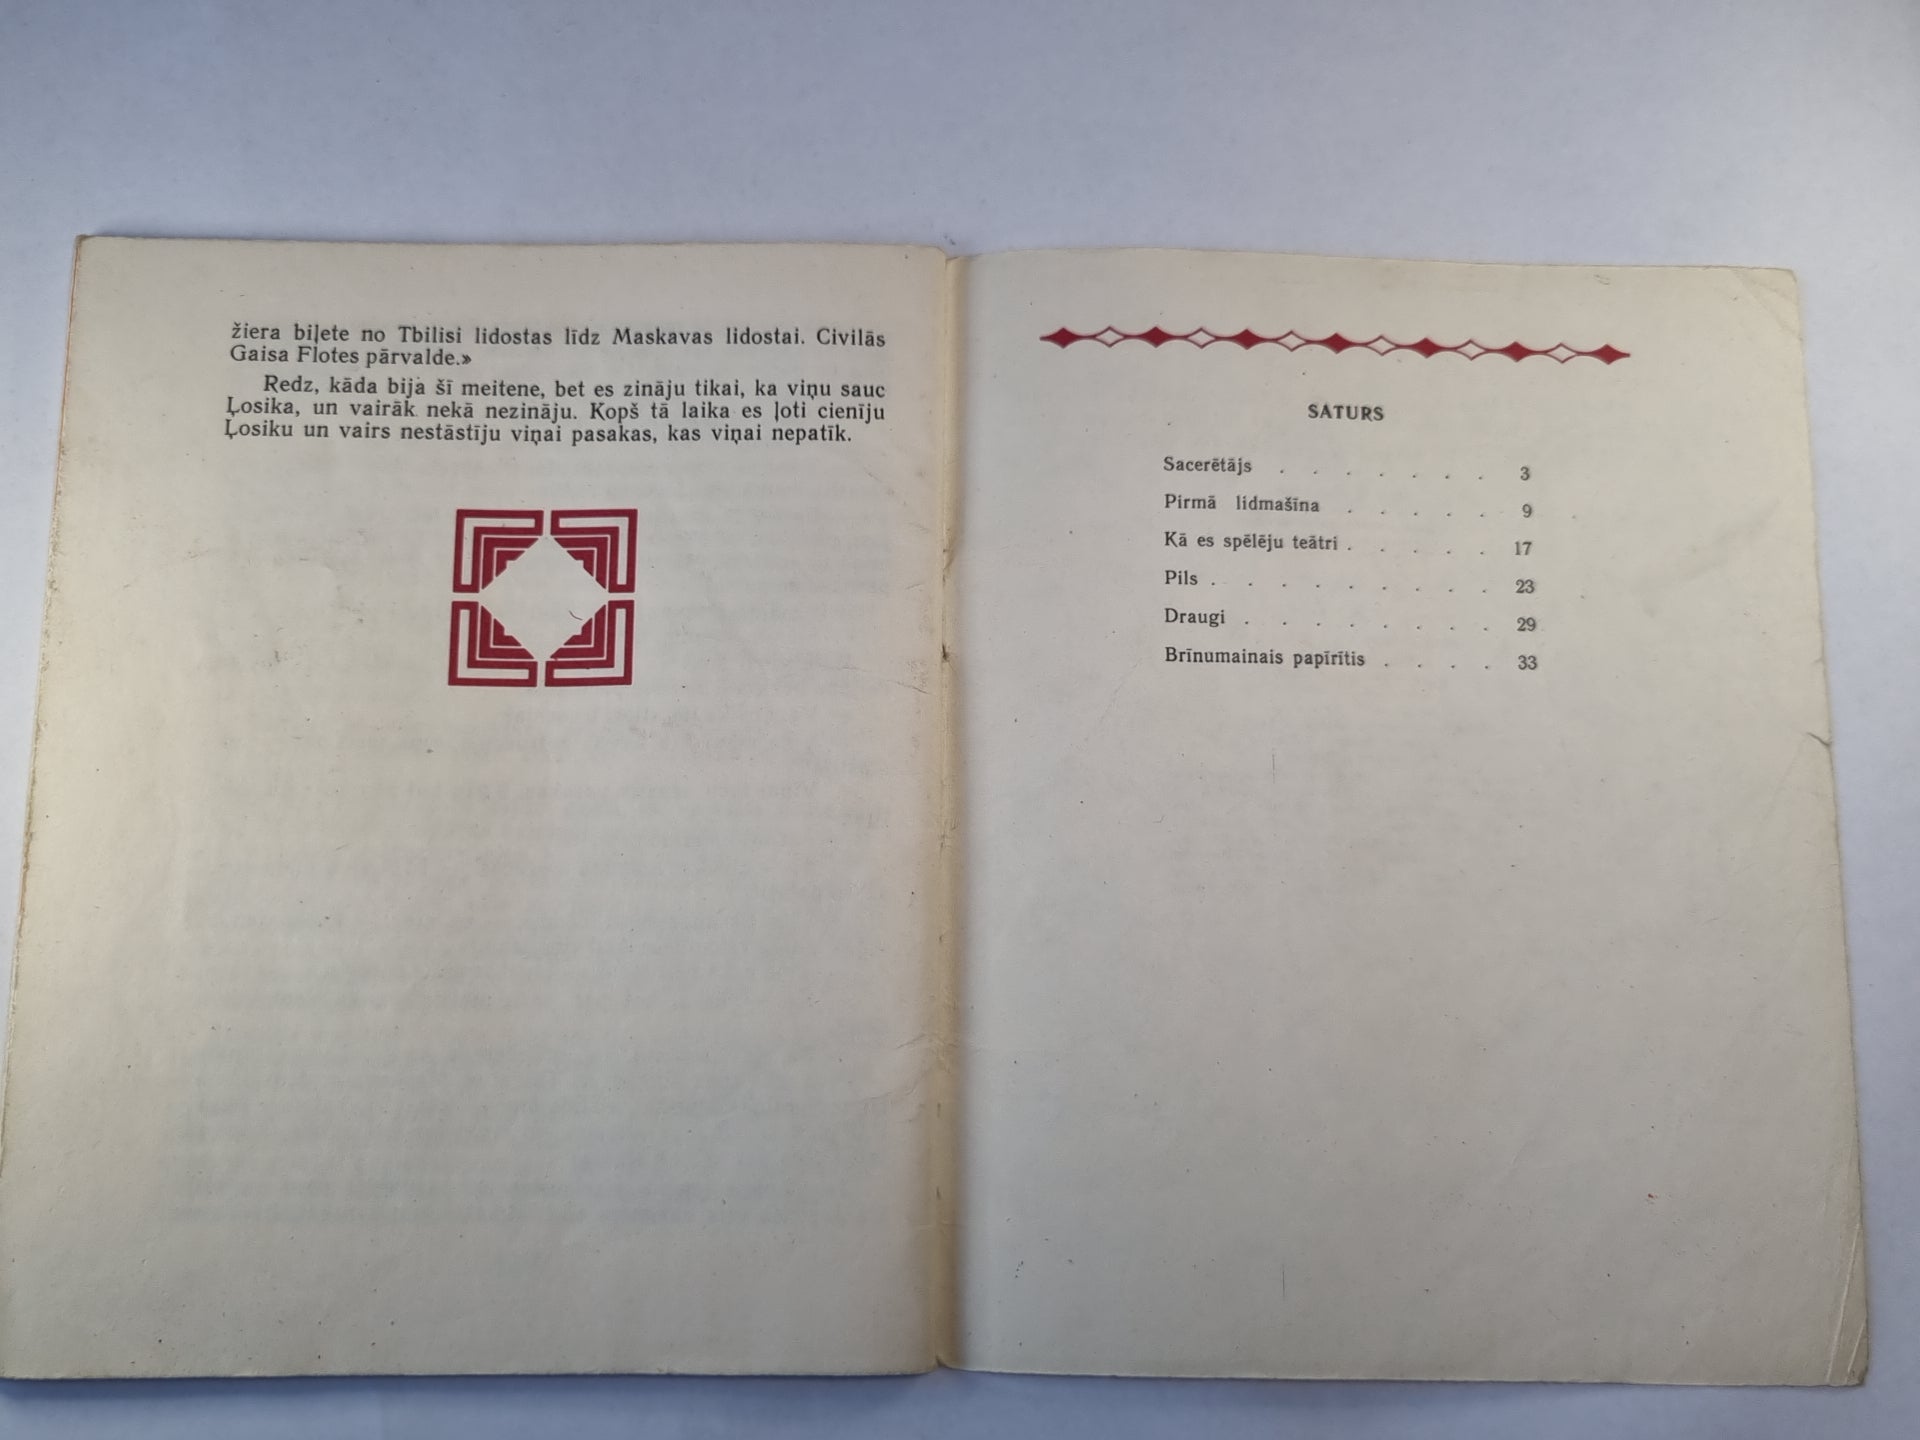 žiera biļete no Tbilisi lidostas līdz Maskavas lidostai. Civilās
Gaisa Flotes pārvalde.»
Redz, kāda bija šī meitene, bet es zināju tikai, ka viņu sauc
Ļosika, un vairāk nekā nezināju. Kopš tā laika es ļoti cienīju
Ļosiku un vairs nestāstīju viņai pasakas, kas viņai nepatīk.
SATURS
Sacerētājs . . . . . . . 3
Pirmā lidmašīna . . . . . 9
Kā es spēlēju teātri . . . . . 17
Pils . . . . . . . . . 23
Draugi . . . . . . . . 29
Brīnumainais papīrītis . . . . 33